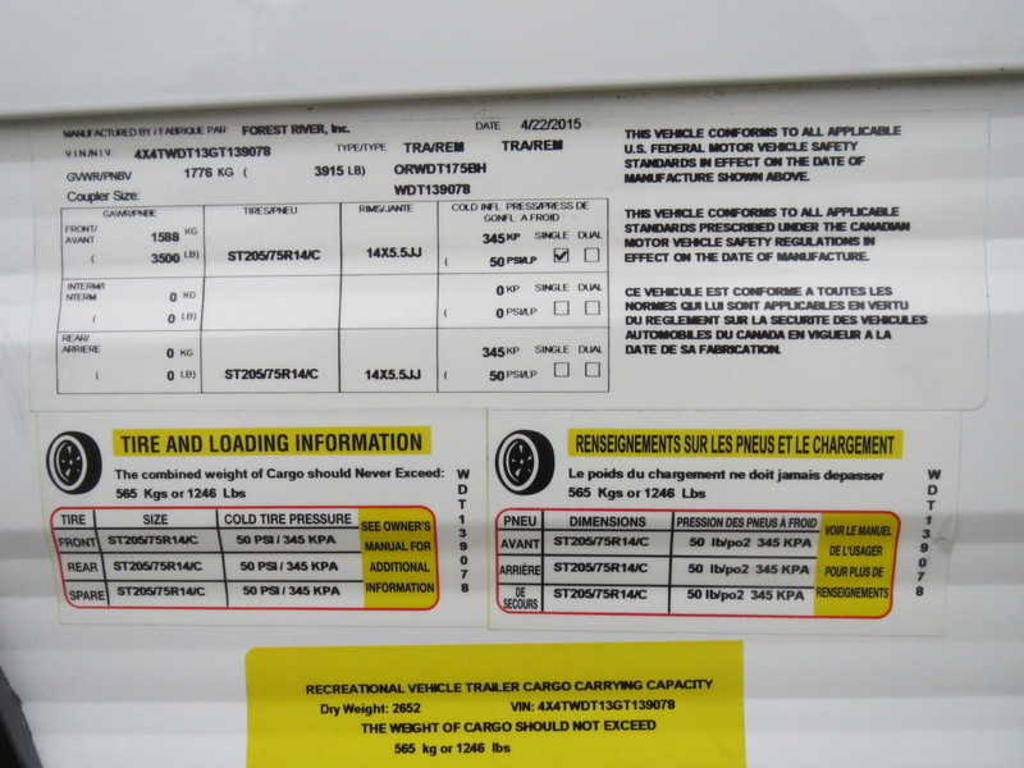 MANUFACTURED BY / FABRIQUE PAR FOREST RIVER, Inc. DATE 4/22/2015
V I N/N I V 4X4TWDT13GT139078 TYPE/TYPE TRA/REM TRA/REM
GVWR/PNBV 1776 KG ( 3915 LB) ORWDT175BH
Coupler Size: WDT139078
GAWR/PNBE TIRES/PNEU RIMS/JANTE COLD INFL. PRESS/PRESS DE
GONFL. A FROID
FRONT/
AVANT 1588 KG 345 KP SINGLE DUAL
( 3500 LB) ST205/75R14/C 14X5.5JJ ( 50 PSI/LP
INTERM/
NTERM 0 KG 0 KP SINGLE DUAL
( 0 LB) ( 0 PSI/LP
REAR/
ARRIERE 0 KG 345 KP SINGLE DUAL
( 0 LB) ST205/75R14/C 14X5.5JJ ( 50 PSI/LP
THIS VEHICLE CONFORMS TO ALL APPLICABLE
U.S. FEDERAL MOTOR VEHICLE SAFETY
STANDARDS IN EFFECT ON THE DATE OF
MANUFACTURE SHOWN ABOVE.
THIS VEHICLE CONFORMS TO ALL APPLICABLE
STANDARDS PRESCRIBED UNDER THE CANADIAN
MOTOR VEHICLE SAFETY REGULATIONS IN
EFFECT ON THE DATE OF MANUFACTURE.
CE VEHICULE EST CONFORME A TOUTES LES
NORMES QUI LUI SONT APPLICABLES EN VERTU
DU REGLEMENT SUR LA SECURITE DES VEHICULES
AUTOMOBILES DU CANADA EN VIGUEUR A LA
DATE DE SA FABRICATION.
TIRE AND LOADING INFORMATION
The combined weight of Cargo should Never Exceed:
565 Kgs or 1246 Lbs
TIRE SIZE COLD TIRE PRESSURE
FRONT ST205/75R14/C 50 PSI / 345 KPA
REAR ST205/75R14/C 50 PSI / 345 KPA
SPARE ST205/75R14/C 50 PSI / 345 KPA
SEE OWNER'S
MANUAL FOR
ADDITIONAL
INFORMATION
WDT139078
RENSEIGNEMENTS SUR LES PNEUS ET LE CHARGEMENT
Le poids du chargement ne doit jamais depasser
565 Kgs or 1246 Lbs
PNEU DIMENSIONS PRESSION DES PNEUS À FROID
AVANT ST205/75R14/C 50 lb/po2 345 KPA
ARRIÈRE ST205/75R14/C 50 lb/po2 345 KPA
DE
SECOURS ST205/75R14/C 50 lb/po2 345 KPA
VOIR LE MANUEL
DE L'USAGER
POUR PLUS DE
RENSEIGNEMENTS
WDT139078
RECREATIONAL VEHICLE TRAILER CARGO CARRYING CAPACITY
Dry Weight: 2652 VIN: 4X4TWDT13GT139078
THE WEIGHT OF CARGO SHOULD NOT EXCEED
565 kg or 1246 lbs